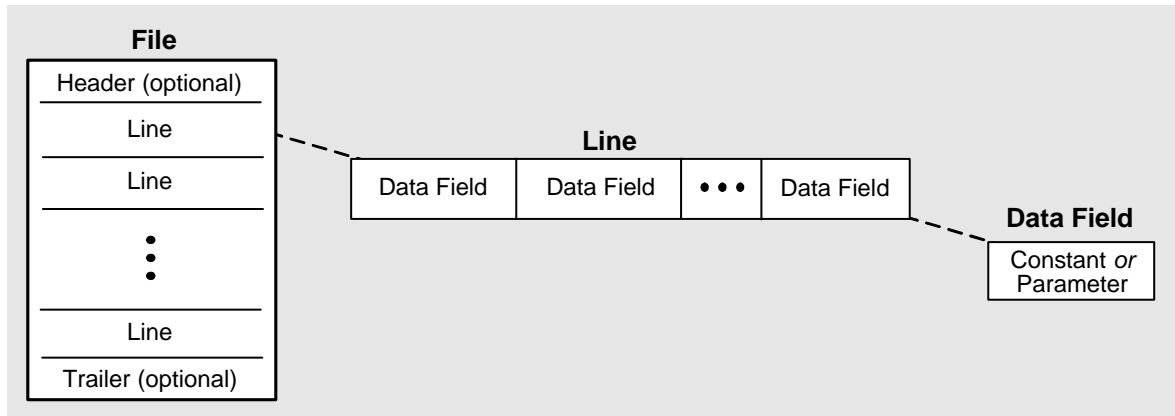 File
Header (optional)
Line
Line
Line
Trailer (optional)
Line
Data Field
Data Field
Data Field
Data Field
Constant or
Parameter